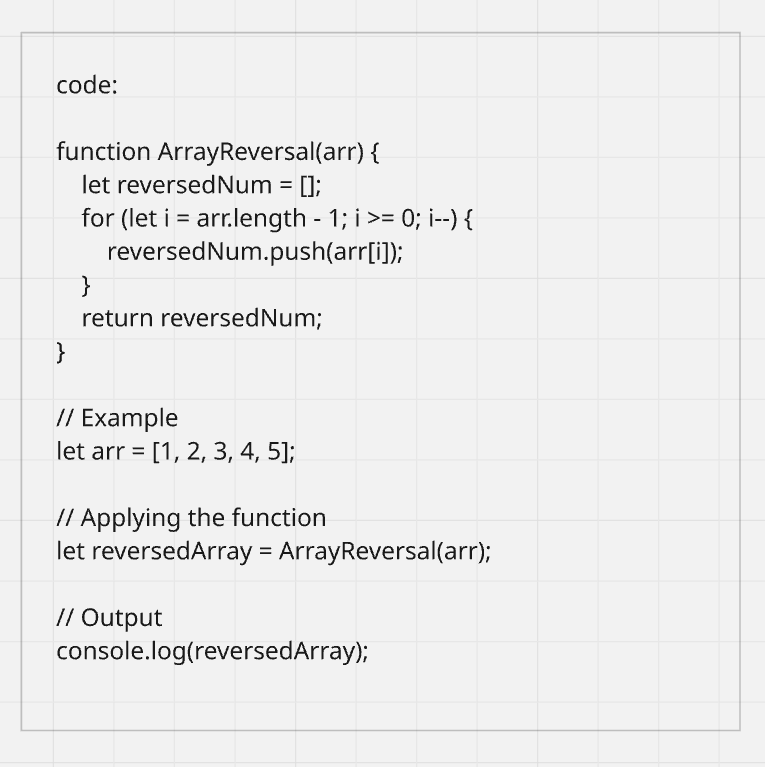 code:
function ArrayReversal(arr) {
    let reversedNum = [];
    for (let i = arr.length - 1; i >= 0; i--) {
        reversedNum.push(arr[i]);
    }
    return reversedNum;
}
// Example
let arr = [1, 2, 3, 4, 5];
// Applying the function
let reversedArray = ArrayReversal(arr);
// Output
console.log(reversedArray);